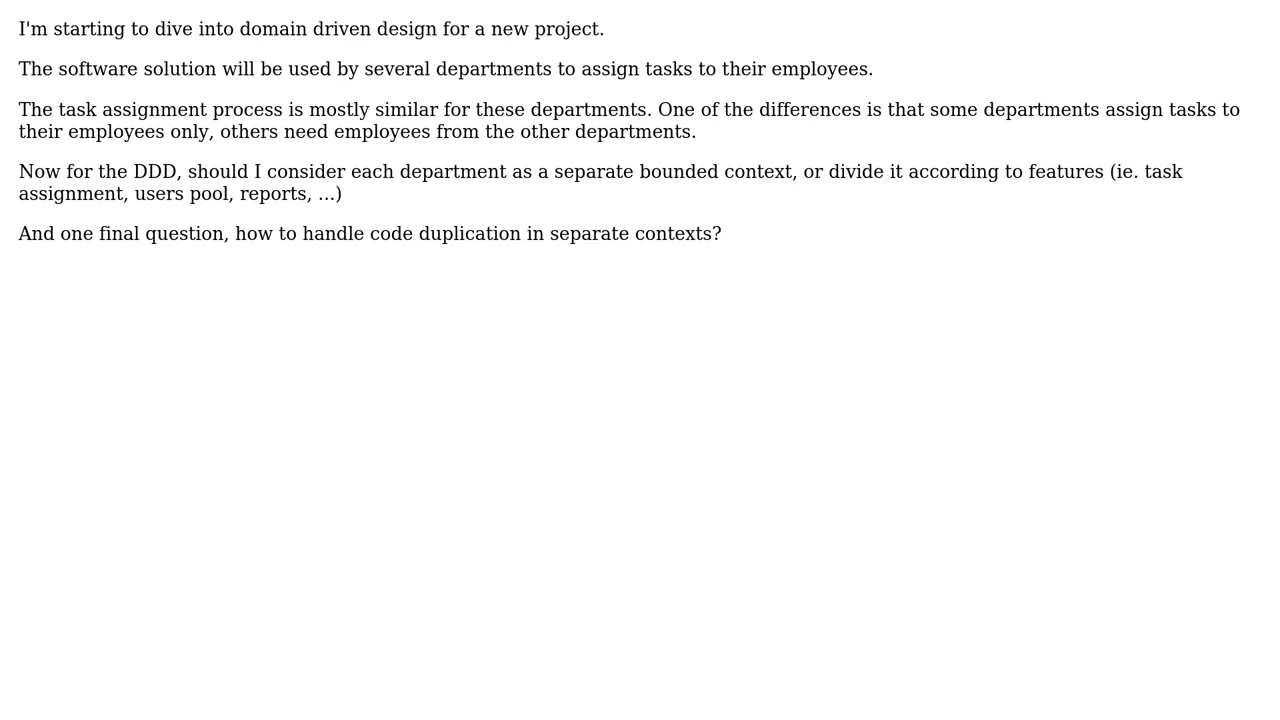 I'm starting to dive into domain driven design for a new project.
The software solution will be used by several departments to assign tasks to their employees.
The task assignment process is mostly similar for these departments. One of the differences is that some departments assign tasks to
their employees only, others need employees from the other departments.
Now for the DDD, should I consider each department as a separate bounded context, or divide it according to features (ie. task
assignment, users pool, reports, ...)
And one final question, how to handle code duplication in separate contexts?